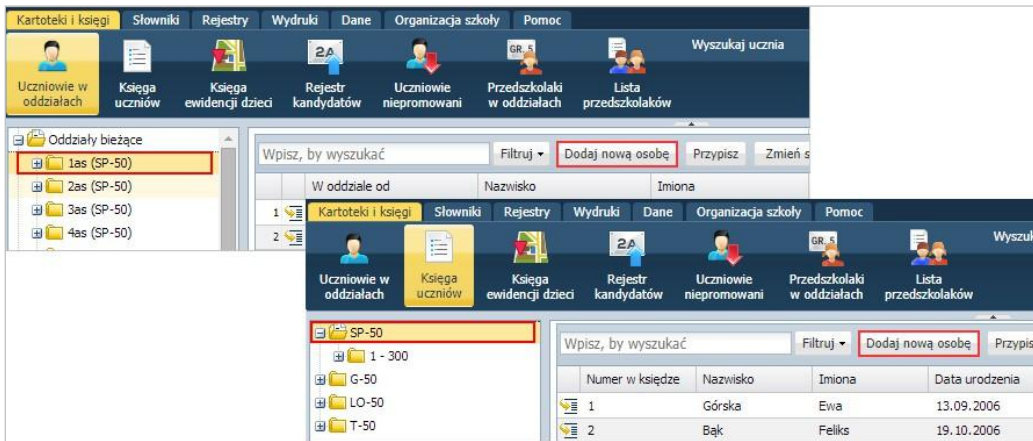 Kartoteki i księgi Słowniki Rejestry Wydruki Dane Organizacja szkoły Pomoc
2A GR. 5 Wyszukaj ucznia
Uczniowie w oddziałach Księga uczniów Księga ewidencji dzieci Rejestr kandydatów Uczniowie niepromowani Przedszkolaki w oddziałach Lista przedszkolaków
Oddziały bieżące
1as (SP-50)
2as (SP-50)
3as (SP-50)
4as (SP-50)
Wpisz, by wyszukać Filtruj Dodaj nową osobę Przypisz Zmień s
W oddziale od Nazwisko Imiona
1
2
Kartoteki i księgi Słowniki Rejestry Wydruki Dane Organizacja szkoły Pomoc
2A GR. 5 Wyszuk
Uczniowie w oddziałach Księga uczniów Księga ewidencji dzieci Rejestr kandydatów Uczniowie niepromowani Przedszkolaki w oddziałach Lista przedszkolaków
SP-50
1 - 300
G-50
LO-50
T-50
Wpisz, by wyszukać Filtruj Dodaj nową osobę Przypis
Numer w księdze Nazwisko Imiona Data urodzenia
1 Górska Ewa 13.09.2006
2 Bąk Feliks 19.10.2006